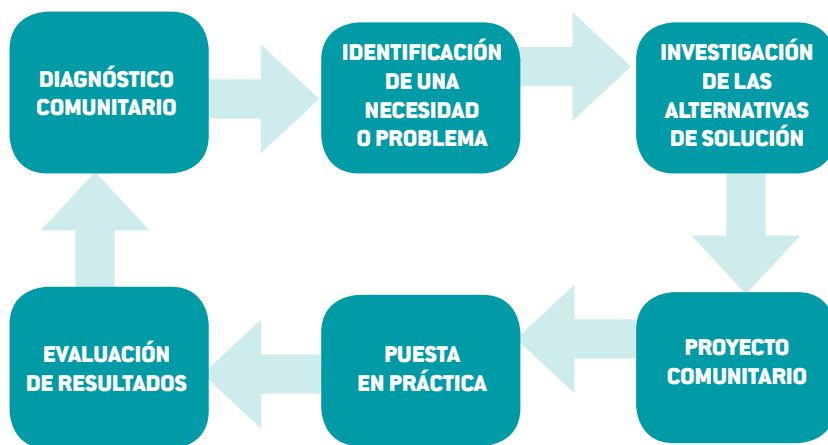 DIAGNÓSTICO
COMUNITARIO
IDENTIFICACIÓN
DE UNA
NECESIDAD
O PROBLEMA
INVESTIGACIÓN
DE LAS
ALTERNATIVAS
DE SOLUCIÓN
PROYECTO
COMUNITARIO
PUESTA
EN PRÁCTICA
EVALUACIÓN
DE RESULTADOS